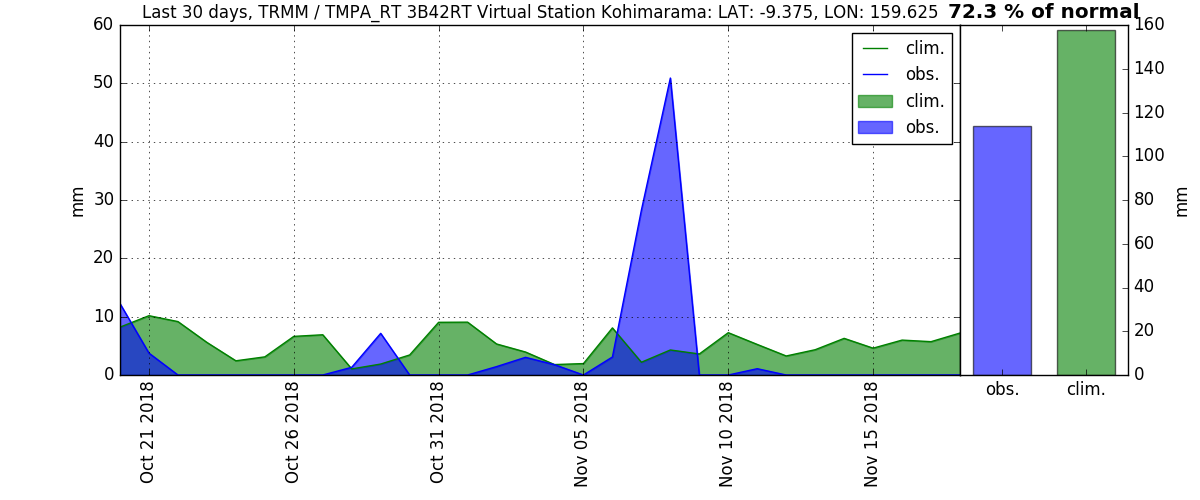 Last 30 days, TRMM / TMPA_RT 3B42RT Virtual Station Kohimarama: LAT: -9.375, LON: 159.625 72.3 % of normal
60
50
40
30
20
10
0
mm
clim.
obs.
clim.
obs.
Oct 21 2018
Oct 26 2018
Oct 31 2018
Nov 05 2018
Nov 10 2018
Nov 15 2018
160
140
120
100
80
60
40
20
0
mm
obs. clim.